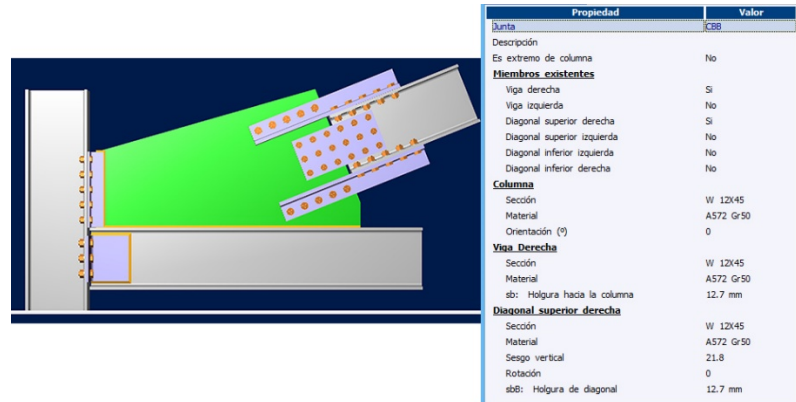 Propiedad Valor
Junta CBB
Descripción
Es extremo de columna No
Miembros existentes
Viga derecha Si
Viga izquierda No
Diagonal superior derecha Si
Diagonal superior izquierda No
Diagonal inferior izquierda No
Diagonal inferior derecha No
Columna
Sección W 12X45
Material A572 Gr50
Orientación (º) 0
Viga Derecha
Sección W 12X45
Material A572 Gr50
sb: Holgura hacia la columna 12.7 mm
Diagonal superior derecha
Sección W 12X45
Material A572 Gr50
Sesgo vertical 21.8
Rotación 0
sbB: Holgura de diagonal 12.7 mm